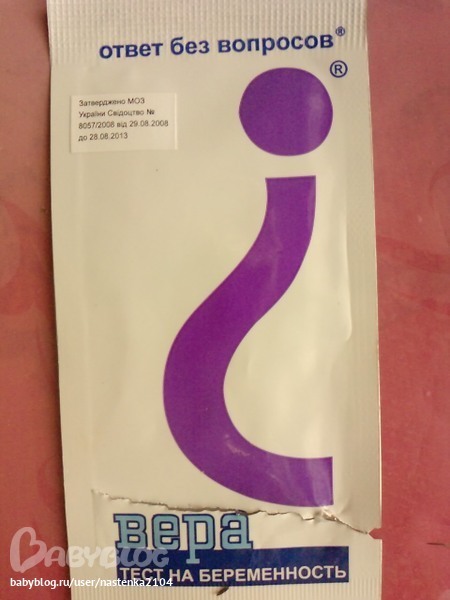 ответ без вопросов®
®
Затверджено МОЗ
України Свідоцтво №
8057/2008 від 29.08.2008
до 28.08.2013
вера
ТЕСТ НА БЕРЕМЕННОСТЬ
BABYBLOG
babyblog.ru/user/nastenka2104